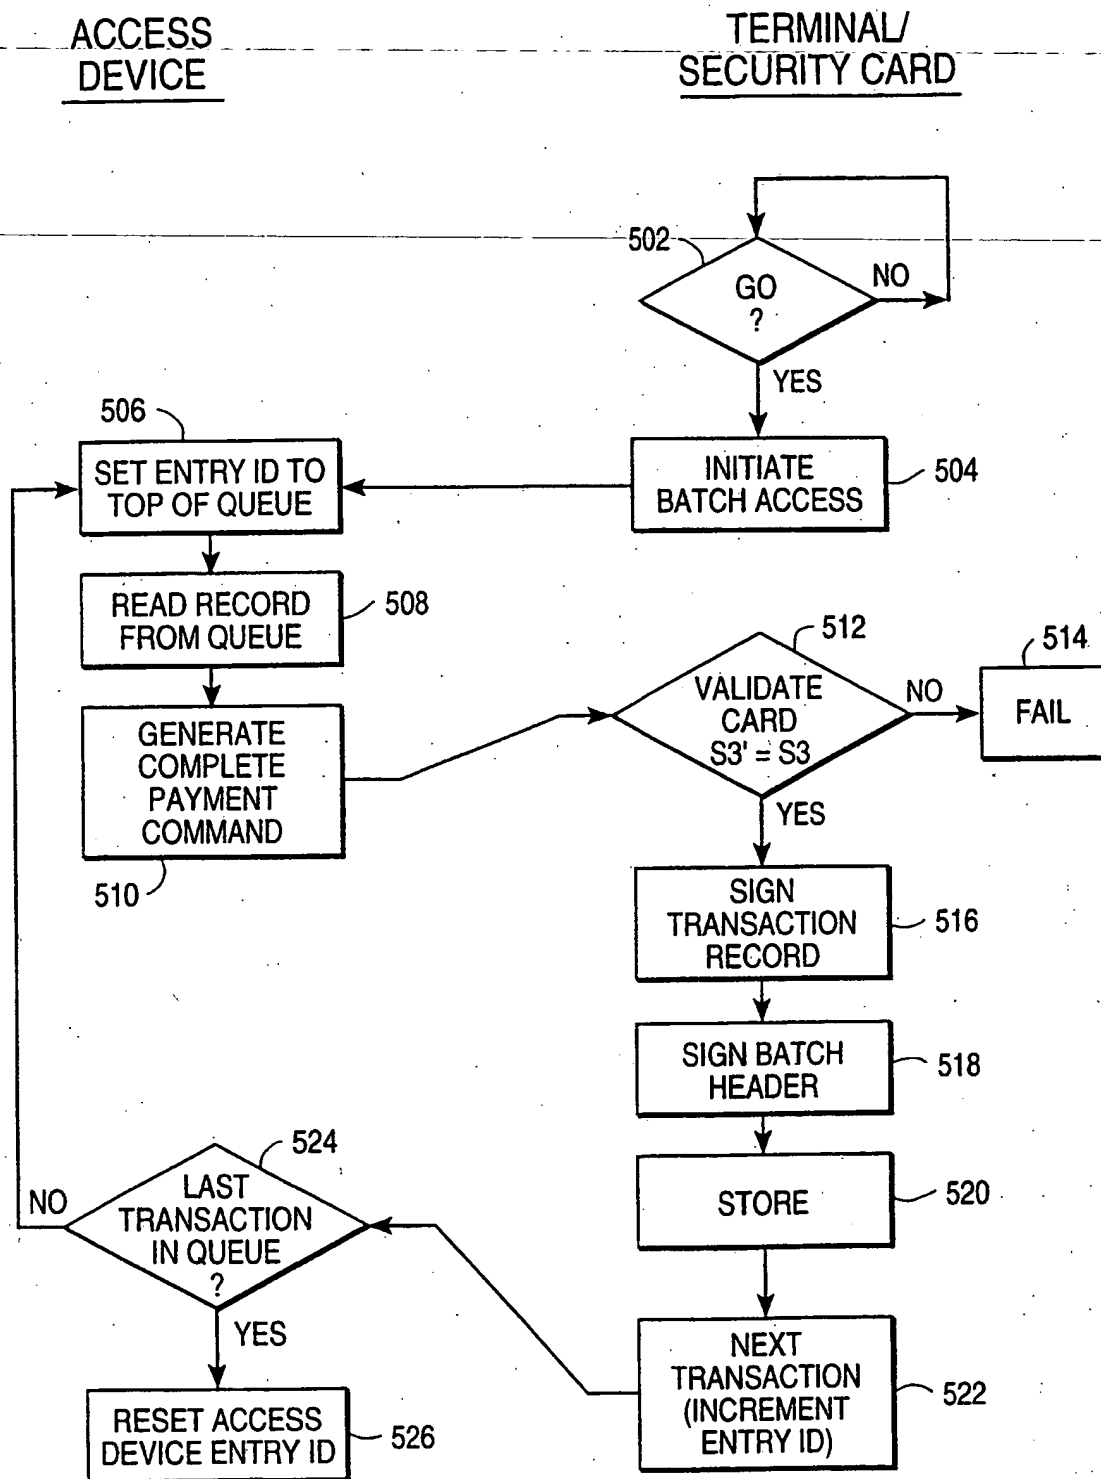 ACCESS
DEVICE
TERMINAL/
SECURITY CARD
502
GO
?
NO
YES
506
SET ENTRY ID TO
TOP OF QUEUE
INITIATE
BATCH ACCESS
504
READ RECORD
FROM QUEUE
508
512
VALIDATE
CARD
S3' = S3
NO
514
FAIL
GENERATE
COMPLETE
PAYMENT
COMMAND
510
YES
SIGN
TRANSACTION
RECORD
516
SIGN BATCH
HEADER
518
524
LAST
TRANSACTION
IN QUEUE
?
NO
STORE
520
YES
NEXT
TRANSACTION
(INCREMENT
ENTRY ID)
522
RESET ACCESS
DEVICE ENTRY ID
526